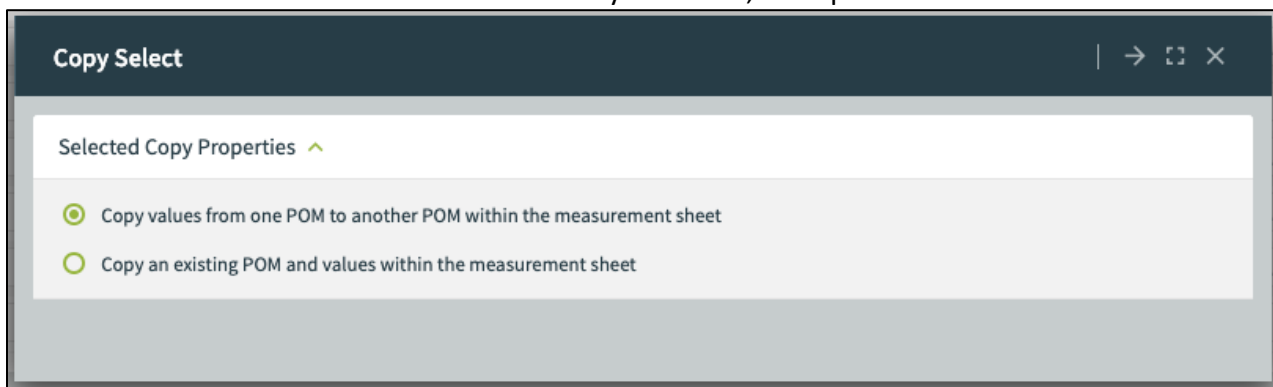 Copy Select
Selected Copy Properties
Copy values from one POM to another POM within the measurement sheet
Copy an existing POM and values within the measurement sheet